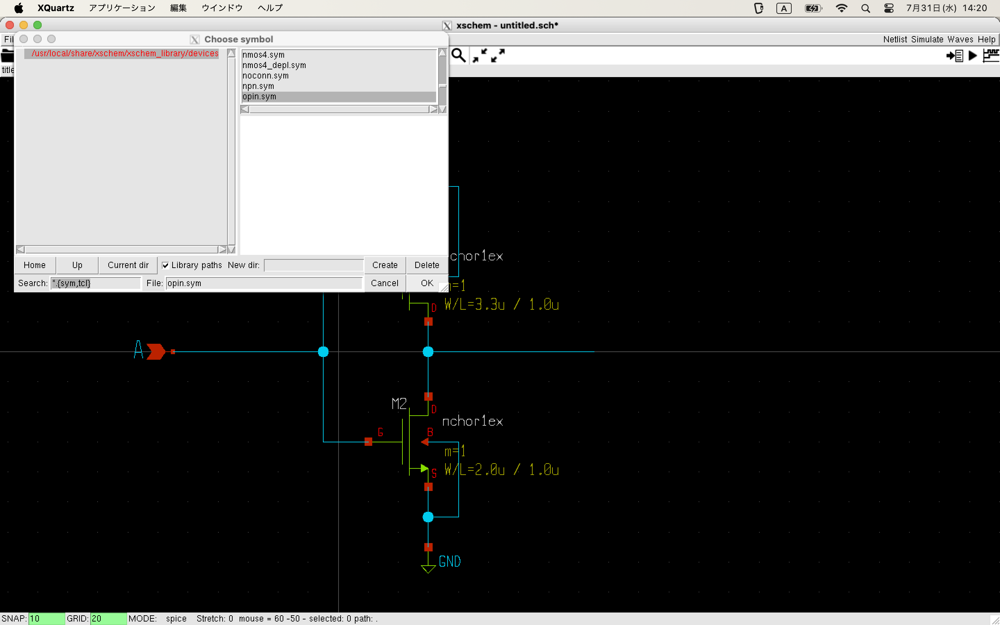 XQuartz アプリケーション 編集 ウインドウ ヘルプ A 7月31日(水) 14:20
xschem - untitled.sch*
Choose symbol
Netlist Simulate Waves Help
/usr/local/share/xschem/xschem_library/devices
nmos4.sym
nmos4_depl.sym
noconn.sym
npn.sym
opin.sym
Home Up Current dir Library paths New dir: Create Delete
Search: *.{sym,tcl} File: opin.sym Cancel OK
chor1ex
=1
D W/L=3.3u / 1.0u
A
M2
D
nchor1ex
G B
m=1
S W/L=2.0u / 1.0u
GND
SNAP: 10 GRID: 20 MODE: spice Stretch: 0 mouse = 60 -50 - selected: 0 path: .